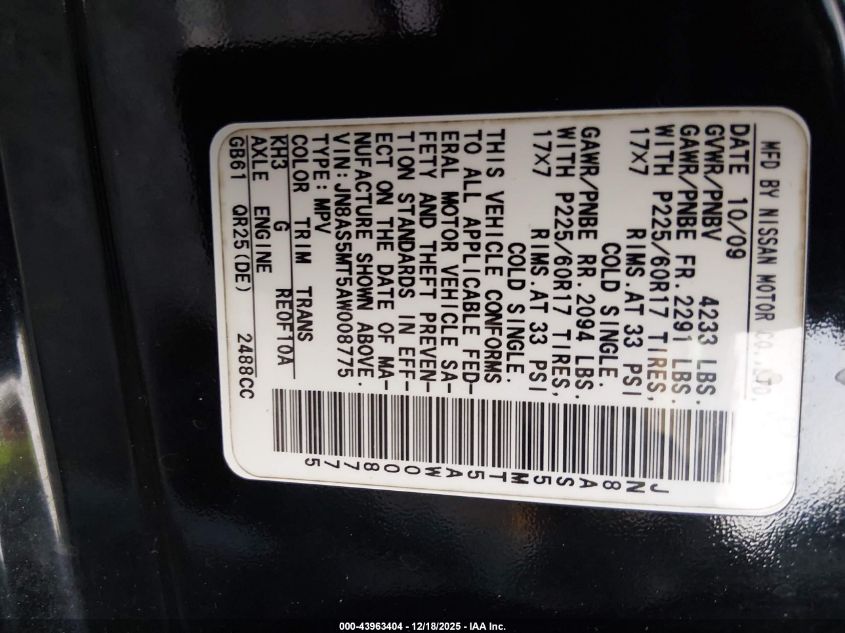 MFD BY NISSAN MOTOR CO.,LTD.
DATE 10/09
GVWR/PNBV 4233 LBS.
GAWR/PNBE FR. 2291 LBS.
WITH P225/60R17 TIRES,
17X7 RIMS.AT 33 PSI
COLD SINGLE.
GAWR/PNBE RR. 2094 LBS.
WITH P225/60R17 TIRES,
17X7 RIMS.AT 33 PSI
COLD SINGLE.
THIS VEHICLE CONFORMS
TO ALL APPLICABLE FED-
ERAL MOTOR VEHICLE SA-
FETY AND THEFT PREVEN-
TION STANDARDS IN EFF-
ECT ON THE DATE OF MA-
NUFACTURE SHOWN ABOVE.
VIN:JN8AS5MT5AW008775
TYPE:MPV
COLOR TRIM TRANS
KH3 G RE0F10A
AXLE ENGINE
GB61 QR25(DE) 2488CC
JN8AS5MT5AW008775
000-43963404 - 12/18/2025 - IAA Inc.